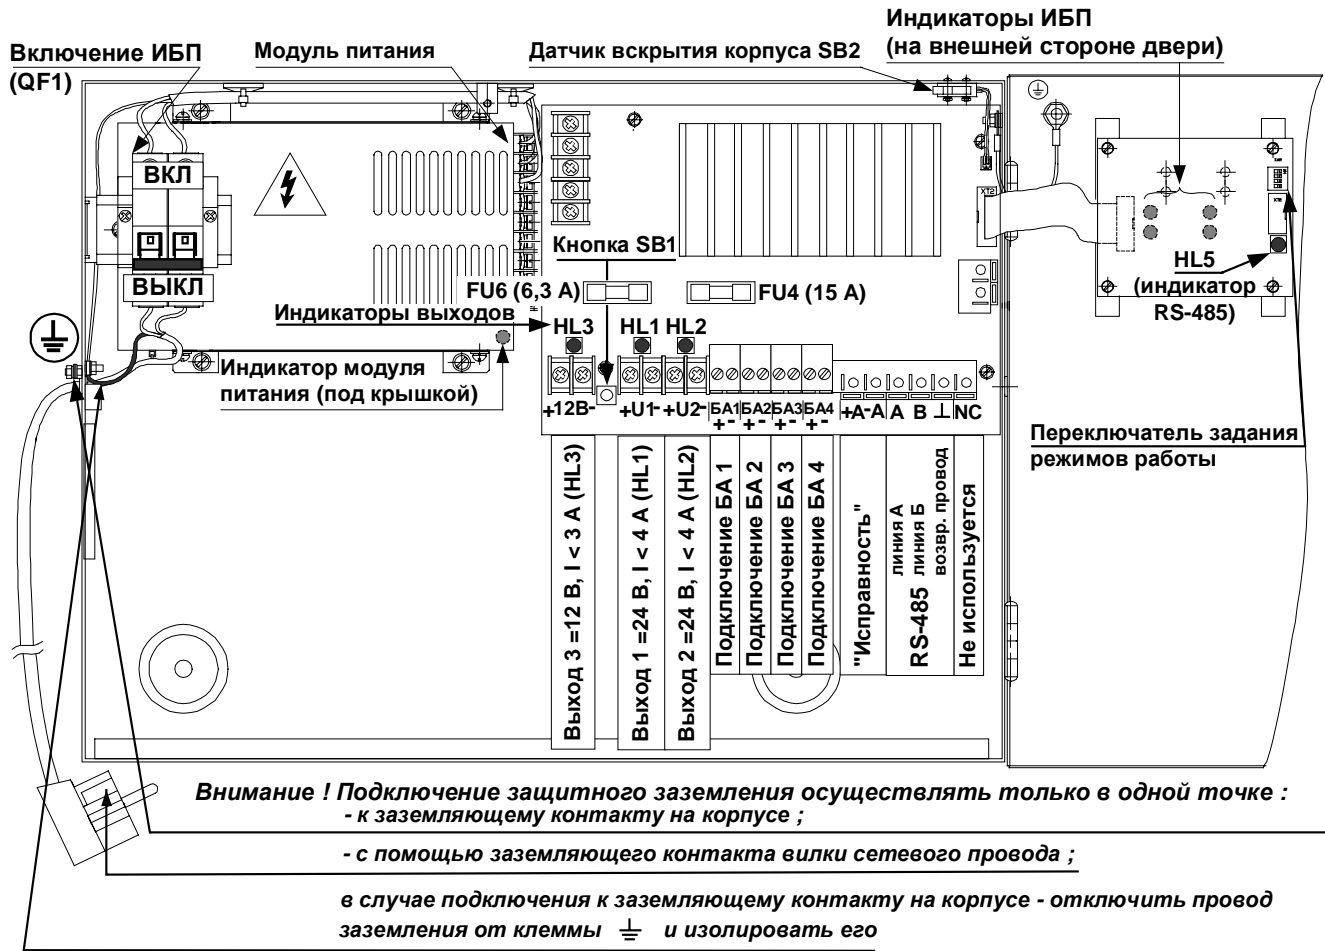 Индикаторы ИБП
(на внешней стороне двери)
Включение ИБП
(QF1)
Модуль питания
Датчик вскрытия корпуса SB2
ВКЛ
ВЫКЛ
XT2
Кнопка SB1
FU6 (6,3 А)
FU4 (15 А)
Индикаторы выходов
HL3
HL1 HL2
HL5
(индикатор
RS-485)
Индикатор модуля
питания (под крышкой)
+12В- +U1- +U2- БА1 БА2 БА3 БА4 +А-А А В ⊥ NC
+ - + - + - + -
Переключатель задания
режимов работы
Выход 3 =12 В, I < 3 А (HL3)
Выход 1 =24 В, I < 4 А (HL1)
Выход 2 =24 В, I < 4 А (HL2)
Подключение БА 1
Подключение БА 2
Подключение БА 3
Подключение БА 4
"Исправность"
линия А
линия Б
возвр. провод
RS-485
Не используется
Внимание ! Подключение защитного заземления осуществлять только в одной точке :
- к заземляющему контакту на корпусе ;
- с помощью заземляющего контакта вилки сетевого провода ;
в случае подключения к заземляющему контакту на корпусе - отключить провод
заземления от клеммы ⏚ и изолировать его